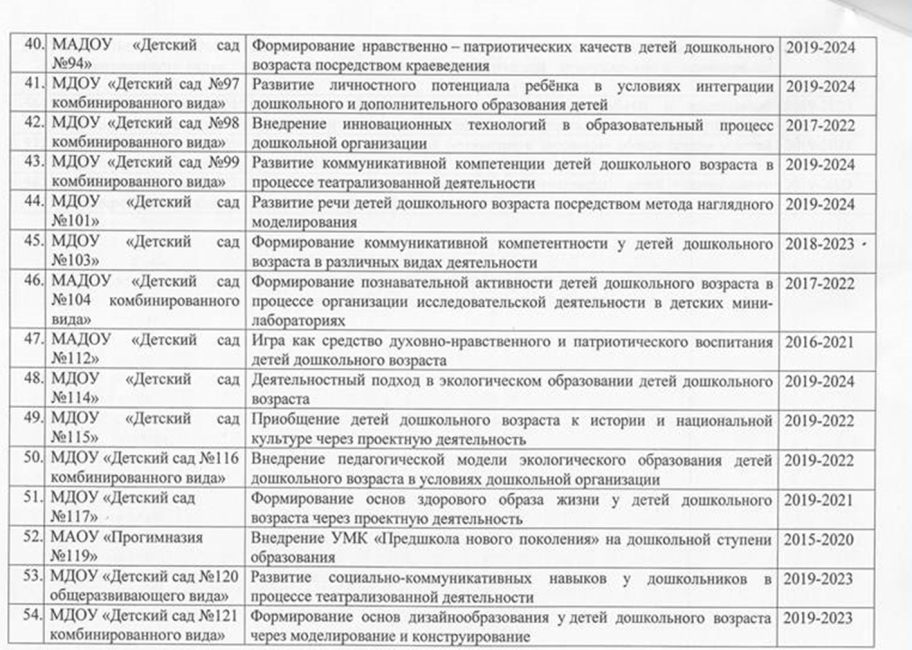 40. МАДОУ «Детский сад Формирование нравственно – патриотических качеств детей дошкольного 2019-2024
№94» возраста посредством краеведения
41. МДОУ «Детский сад №97 Развитие личностного потенциала ребёнка в условиях интеграции 2019-2024
комбинированного вида» дошкольного и дополнительного образования детей
42. МДОУ «Детский сад №98 Внедрение инновационных технологий в образовательный процесс 2017-2022
комбинированного вида» дошкольной организации
43. МДОУ «Детский сад №99 Развитие коммуникативной компетенции детей дошкольного возраста в 2019-2024
комбинированного вида» процессе театрализованной деятельности
44. МДОУ «Детский сад Развитие речи детей дошкольного возраста посредством метода наглядного 2019-2024
№101» моделирования
45. МДОУ «Детский сад Формирование коммуникативной компетентности у детей дошкольного 2018-2023
№103» возраста в различных видах деятельности
46. МАДОУ «Детский сад Формирование познавательной активности детей дошкольного возраста в 2017-2022
№104 комбинированного процессе организации исследовательской деятельности в детских мини-
вида» лабораториях
47. МАДОУ «Детский сад Игра как средство духовно-нравственного и патриотического воспитания 2016-2021
№112» детей дошкольного возраста
48. МДОУ «Детский сад Деятельностный подход в экологическом образовании детей дошкольного 2019-2024
№114» возраста
49. МДОУ «Детский сад Приобщение детей дошкольного возраста к истории и национальной 2019-2022
№115» культуре через проектную деятельность
50. МДОУ «Детский сад №116 Внедрение педагогической модели экологического образования детей 2019-2022
комбинированного вида» дошкольного возраста в условиях дошкольной организации
51. МДОУ «Детский сад Формирование основ здорового образа жизни у детей дошкольного 2019-2021
№117» возраста через проектную деятельность
52. МАОУ «Прогимназия Внедрение УМК «Предшкола нового поколения» на дошкольной ступени 2015-2020
№119» образования
53. МДОУ «Детский сад №120 Развитие социально-коммуникативных навыков у дошкольников в 2019-2023
общеразвивающего вида» процессе театрализованной деятельности
54. МДОУ «Детский сад №121 Формирование основ дизайнообразования у детей дошкольного возраста 2019-2023
комбинированного вида» через моделирование и конструирование